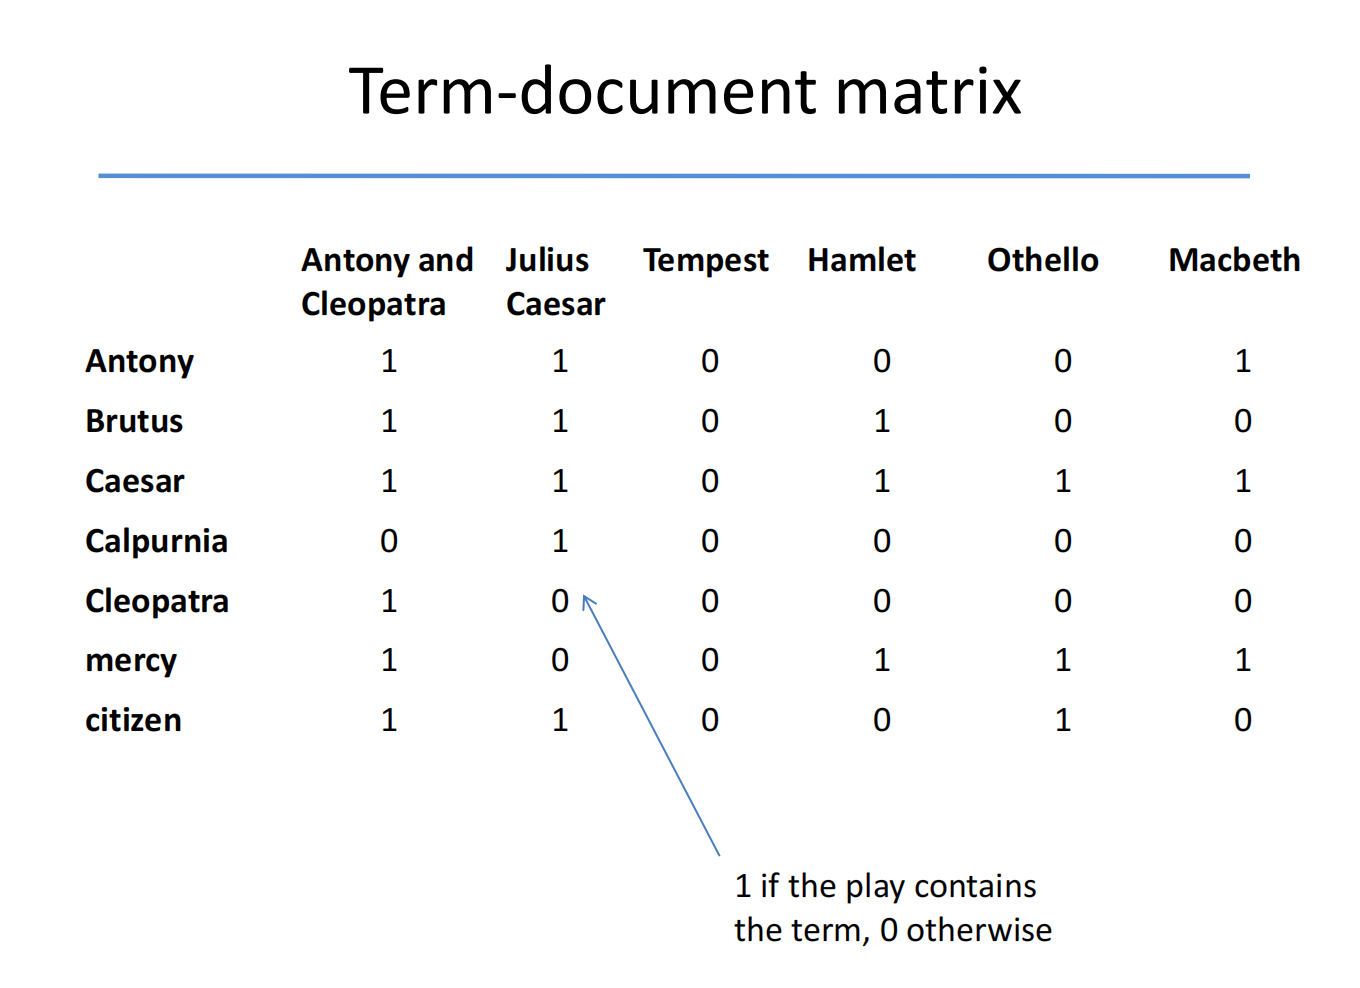 Term-document matrix
Antony and Julius Tempest Hamlet Othello Macbeth
Cleopatra Caesar
Antony 1 1 0 0 0 1
Brutus 1 1 0 1 0 0
Caesar 1 1 0 1 1 1
Calpurnia 0 1 0 0 0 0
Cleopatra 1 0 0 0 0 0
mercy 1 0 0 1 1 1
citizen 1 1 0 0 1 0
1 if the play contains
the term, 0 otherwise